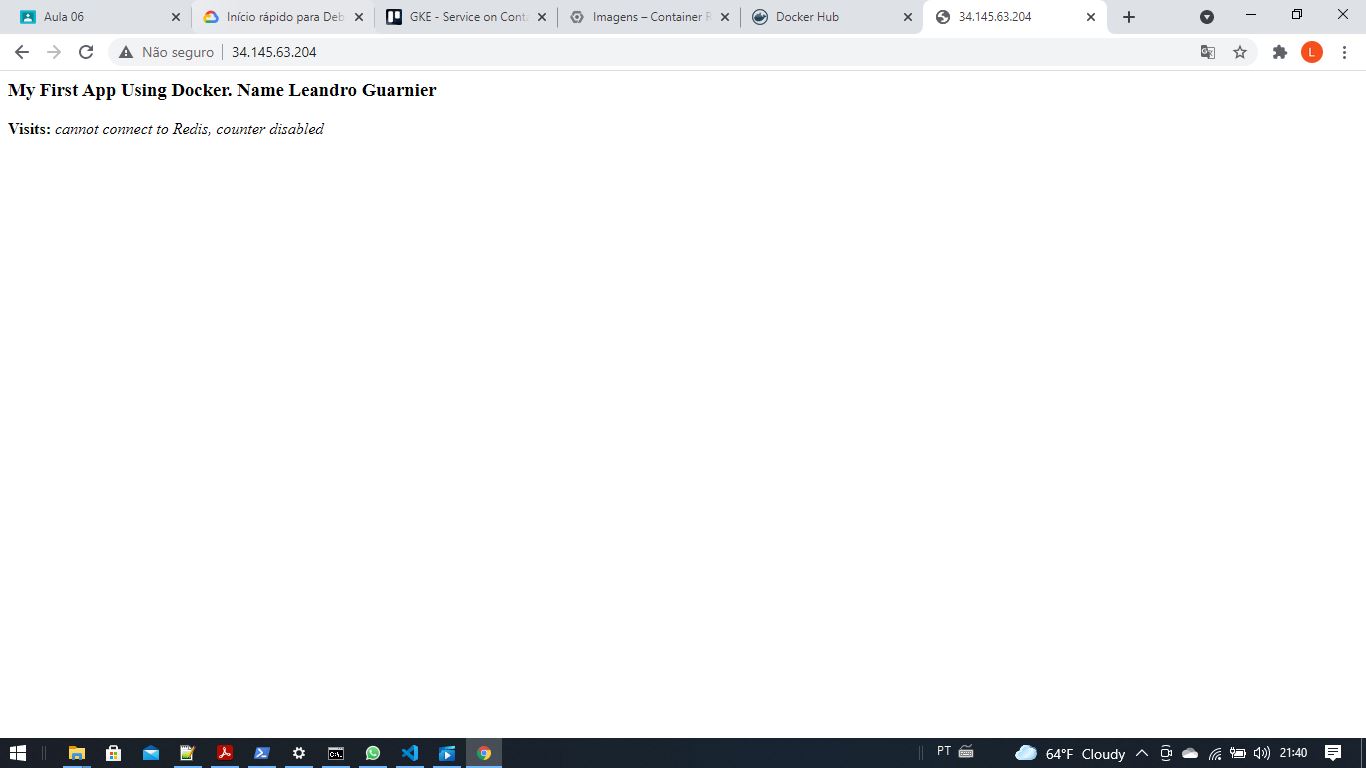 Aula 06
Início rápido para Deb
GKE - Service on Conta
Imagens – Container R
Docker Hub
34.145.63.204
Não seguro
34.145.63.204
L
My First App Using Docker. Name Leandro Guarnier
Visits: cannot connect to Redis, counter disabled
PT
64°F Cloudy
21:40